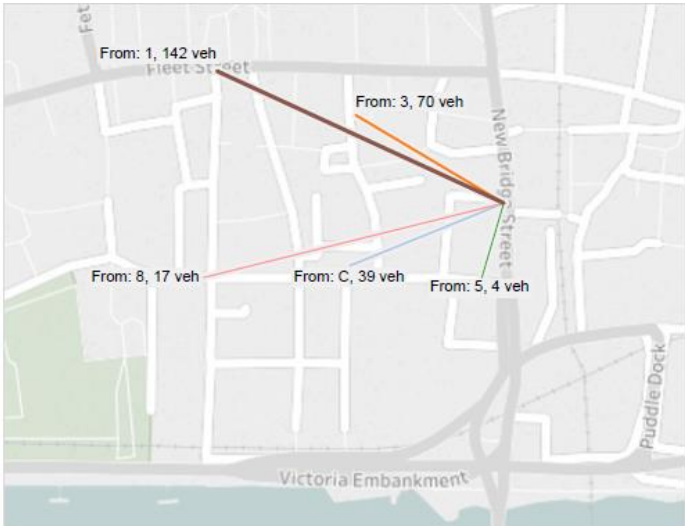 Fet
From: 1, 142 veh
Fleet Street
From: 3, 70 veh
New Bridge Street
From: 8, 17 veh
From: C, 39 veh
From: 5, 4 veh
Puddle Dock
Victoria Embankment